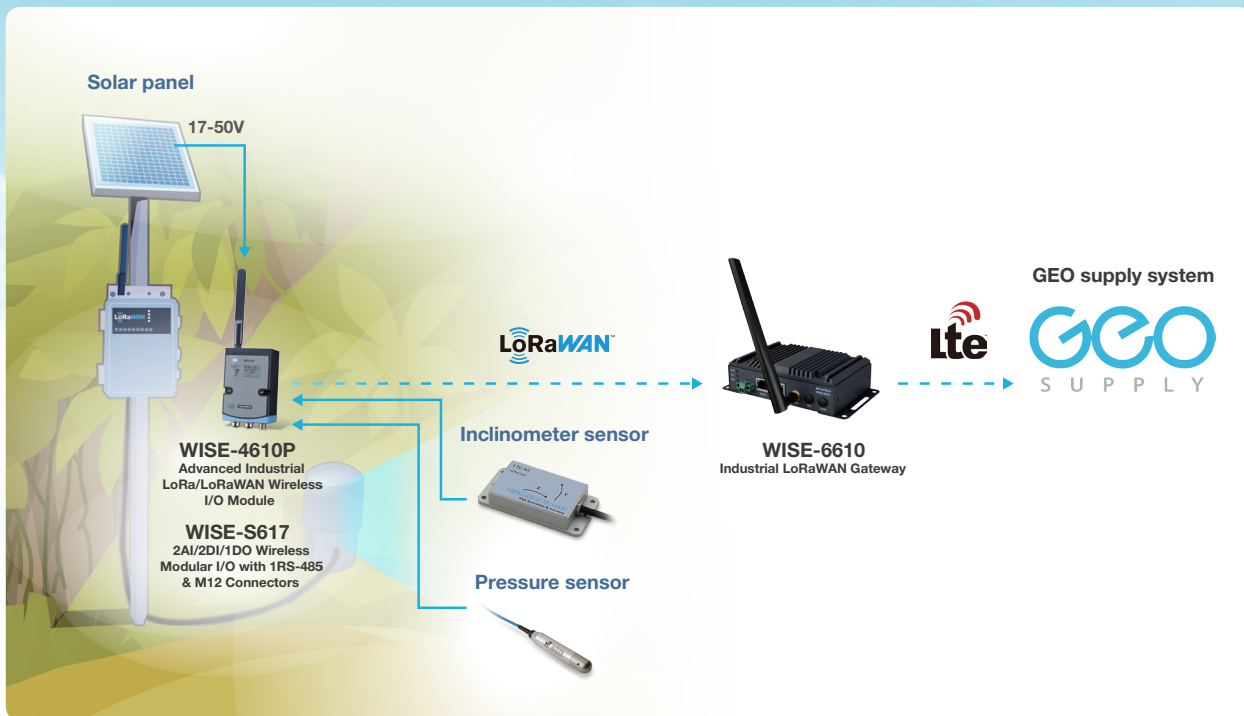 Solar panel
17-50V
LoRaWAN
LoRaWAN™
Lte
GEO supply system
GEO
SUPPLY
Inclinometer sensor
X
Y
WISE-4610P
Advanced Industrial
LoRa/LoRaWAN Wireless
I/O Module
WISE-6610
Industrial LoRaWAN Gateway
WISE-S617
2AI/2DI/1DO Wireless
Modular I/O with 1RS-485
& M12 Connectors
Pressure sensor